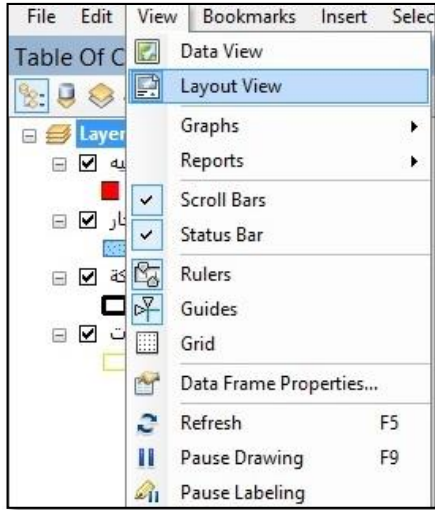 File Edit View Bookmarks Insert Selec
Table Of C
Data View
Layout View
Layer
Graphs
Reports
Scroll Bars
Status Bar
Rulers
Guides
Grid
Data Frame Properties...
Refresh F5
Pause Drawing F9
Pause Labeling